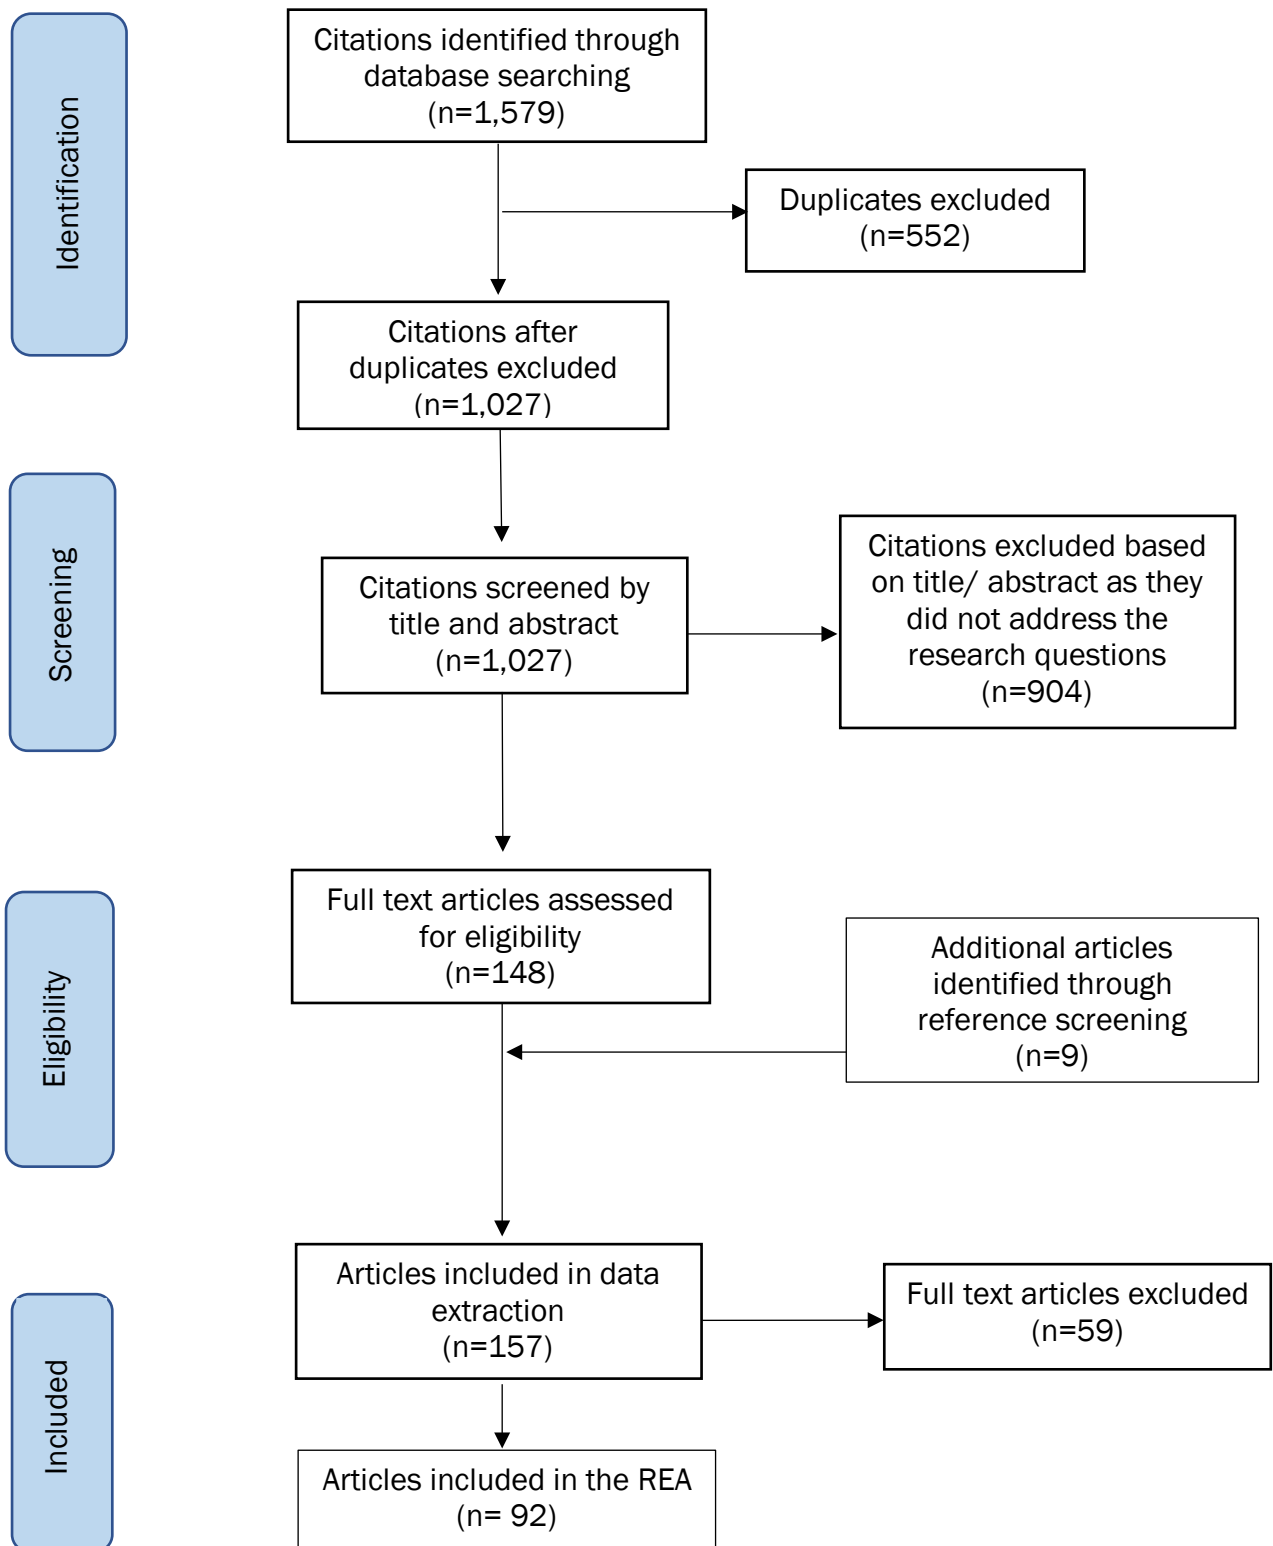 Identification
Citations identified through
database searching
(n=1,579)
Duplicates excluded
(n=552)
Citations after
duplicates excluded
(n=1,027)
Screening
Citations screened by
title and abstract
(n=1,027)
Citations excluded based
on title/ abstract as they
did not address the
research questions
(n=904)
Eligibility
Full text articles assessed
for eligibility
(n=148)
Additional articles
identified through
reference screening
(n=9)
Included
Articles included in data
extraction
(n=157)
Full text articles excluded
(n=59)
Articles included in the REA
(n= 92)